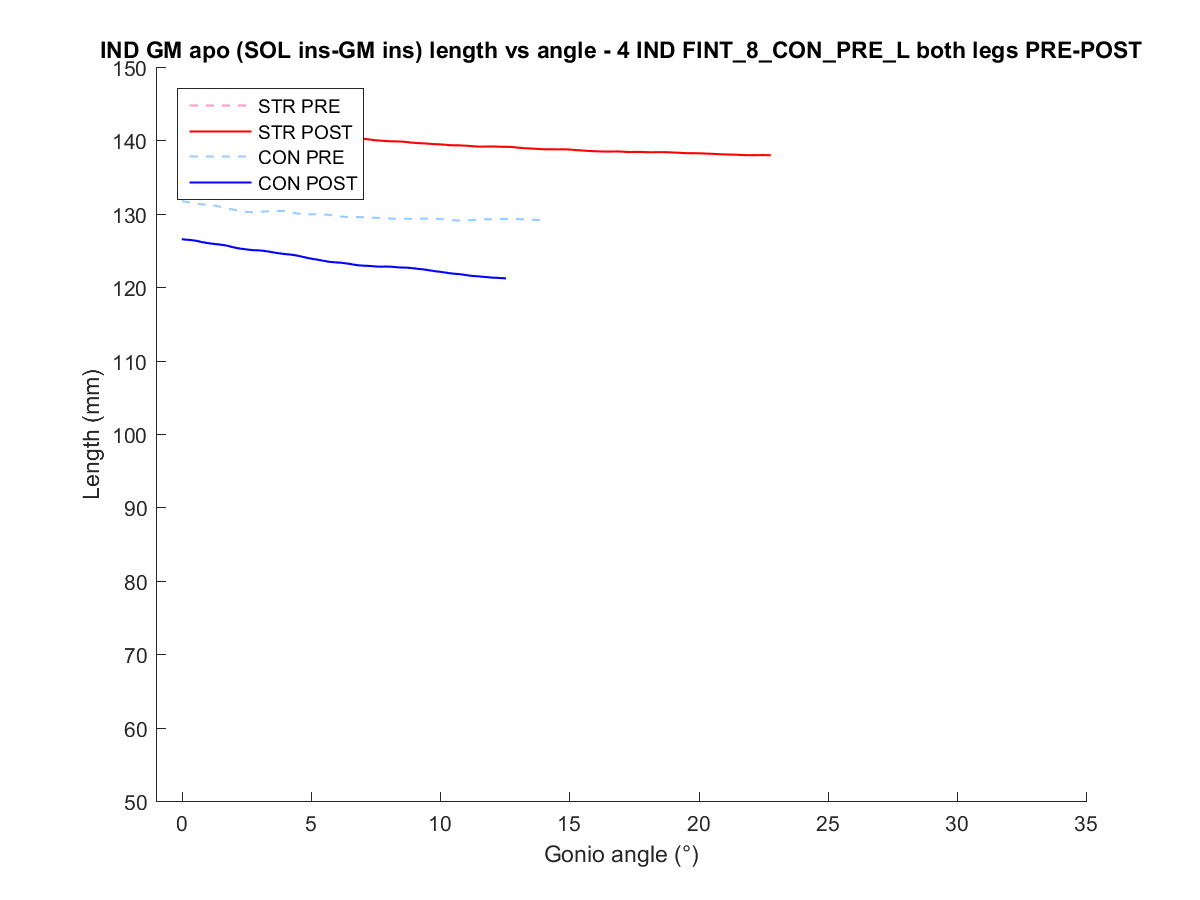 IND GM apo (SOL ins-GM ins) length vs angle - 4 IND FINT_8_CON_PRE_L both legs PRE-POST
150
140
130
120
110
100
90
80
70
60
50
Length (mm)
STR PRE
STR POST
CON PRE
CON POST
0 5 10 15 20 25 30 35
Gonio angle (°)